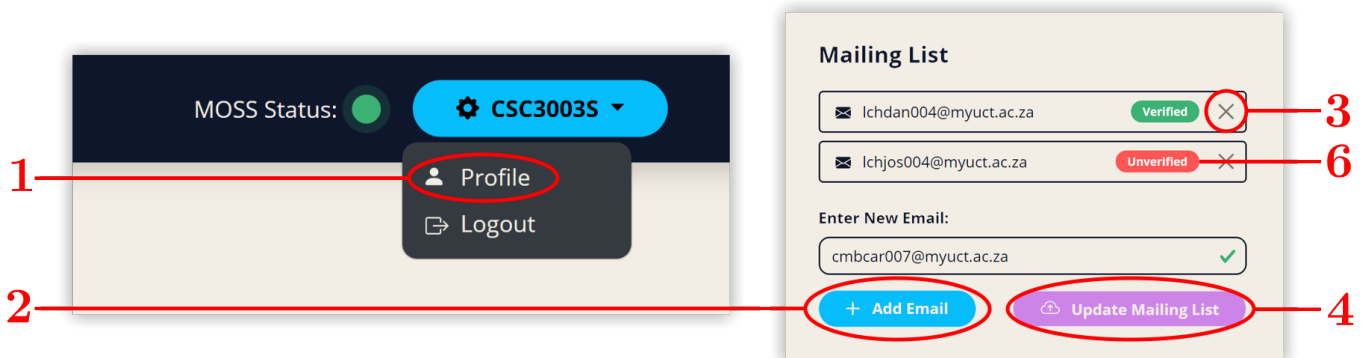 MOSS Status:
CSC3003S
1
Profile
Logout
2
Mailing List
lchdan004@myuct.ac.za Verified
3
lchjos004@myuct.ac.za Unverified
6
Enter New Email:
cmbcar007@myuct.ac.za
+ Add Email
Update Mailing List
4